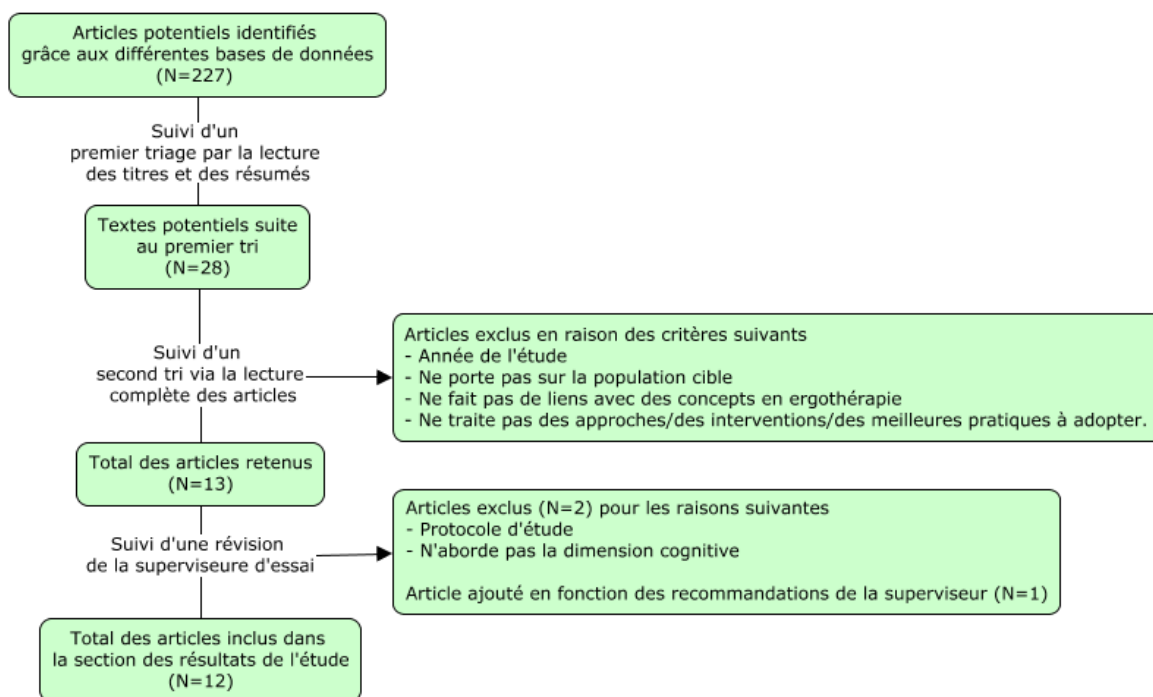 Articles potentiels identifiés
grâce aux différentes bases de données
(N=227)
Suivi d'un
premier triage par la lecture
des titres et des résumés
Textes potentiels suite
au premier tri
(N=28)
Suivi d'un
second tri via la lecture
complète des articles
Articles exclus en raison des critères suivants
- Année de l'étude
- Ne porte pas sur la population cible
- Ne fait pas de liens avec des concepts en ergothérapie
- Ne traite pas des approches/des interventions/des meilleures pratiques à adopter.
Total des articles retenus
(N=13)
Suivi d'une révision
de la superviseure d'essai
Articles exclus (N=2) pour les raisons suivantes
- Protocole d'étude
- N'aborde pas la dimension cognitive
Article ajouté en fonction des recommandations de la superviseur (N=1)
Total des articles inclus dans
la section des résultats de l'étude
(N=12)